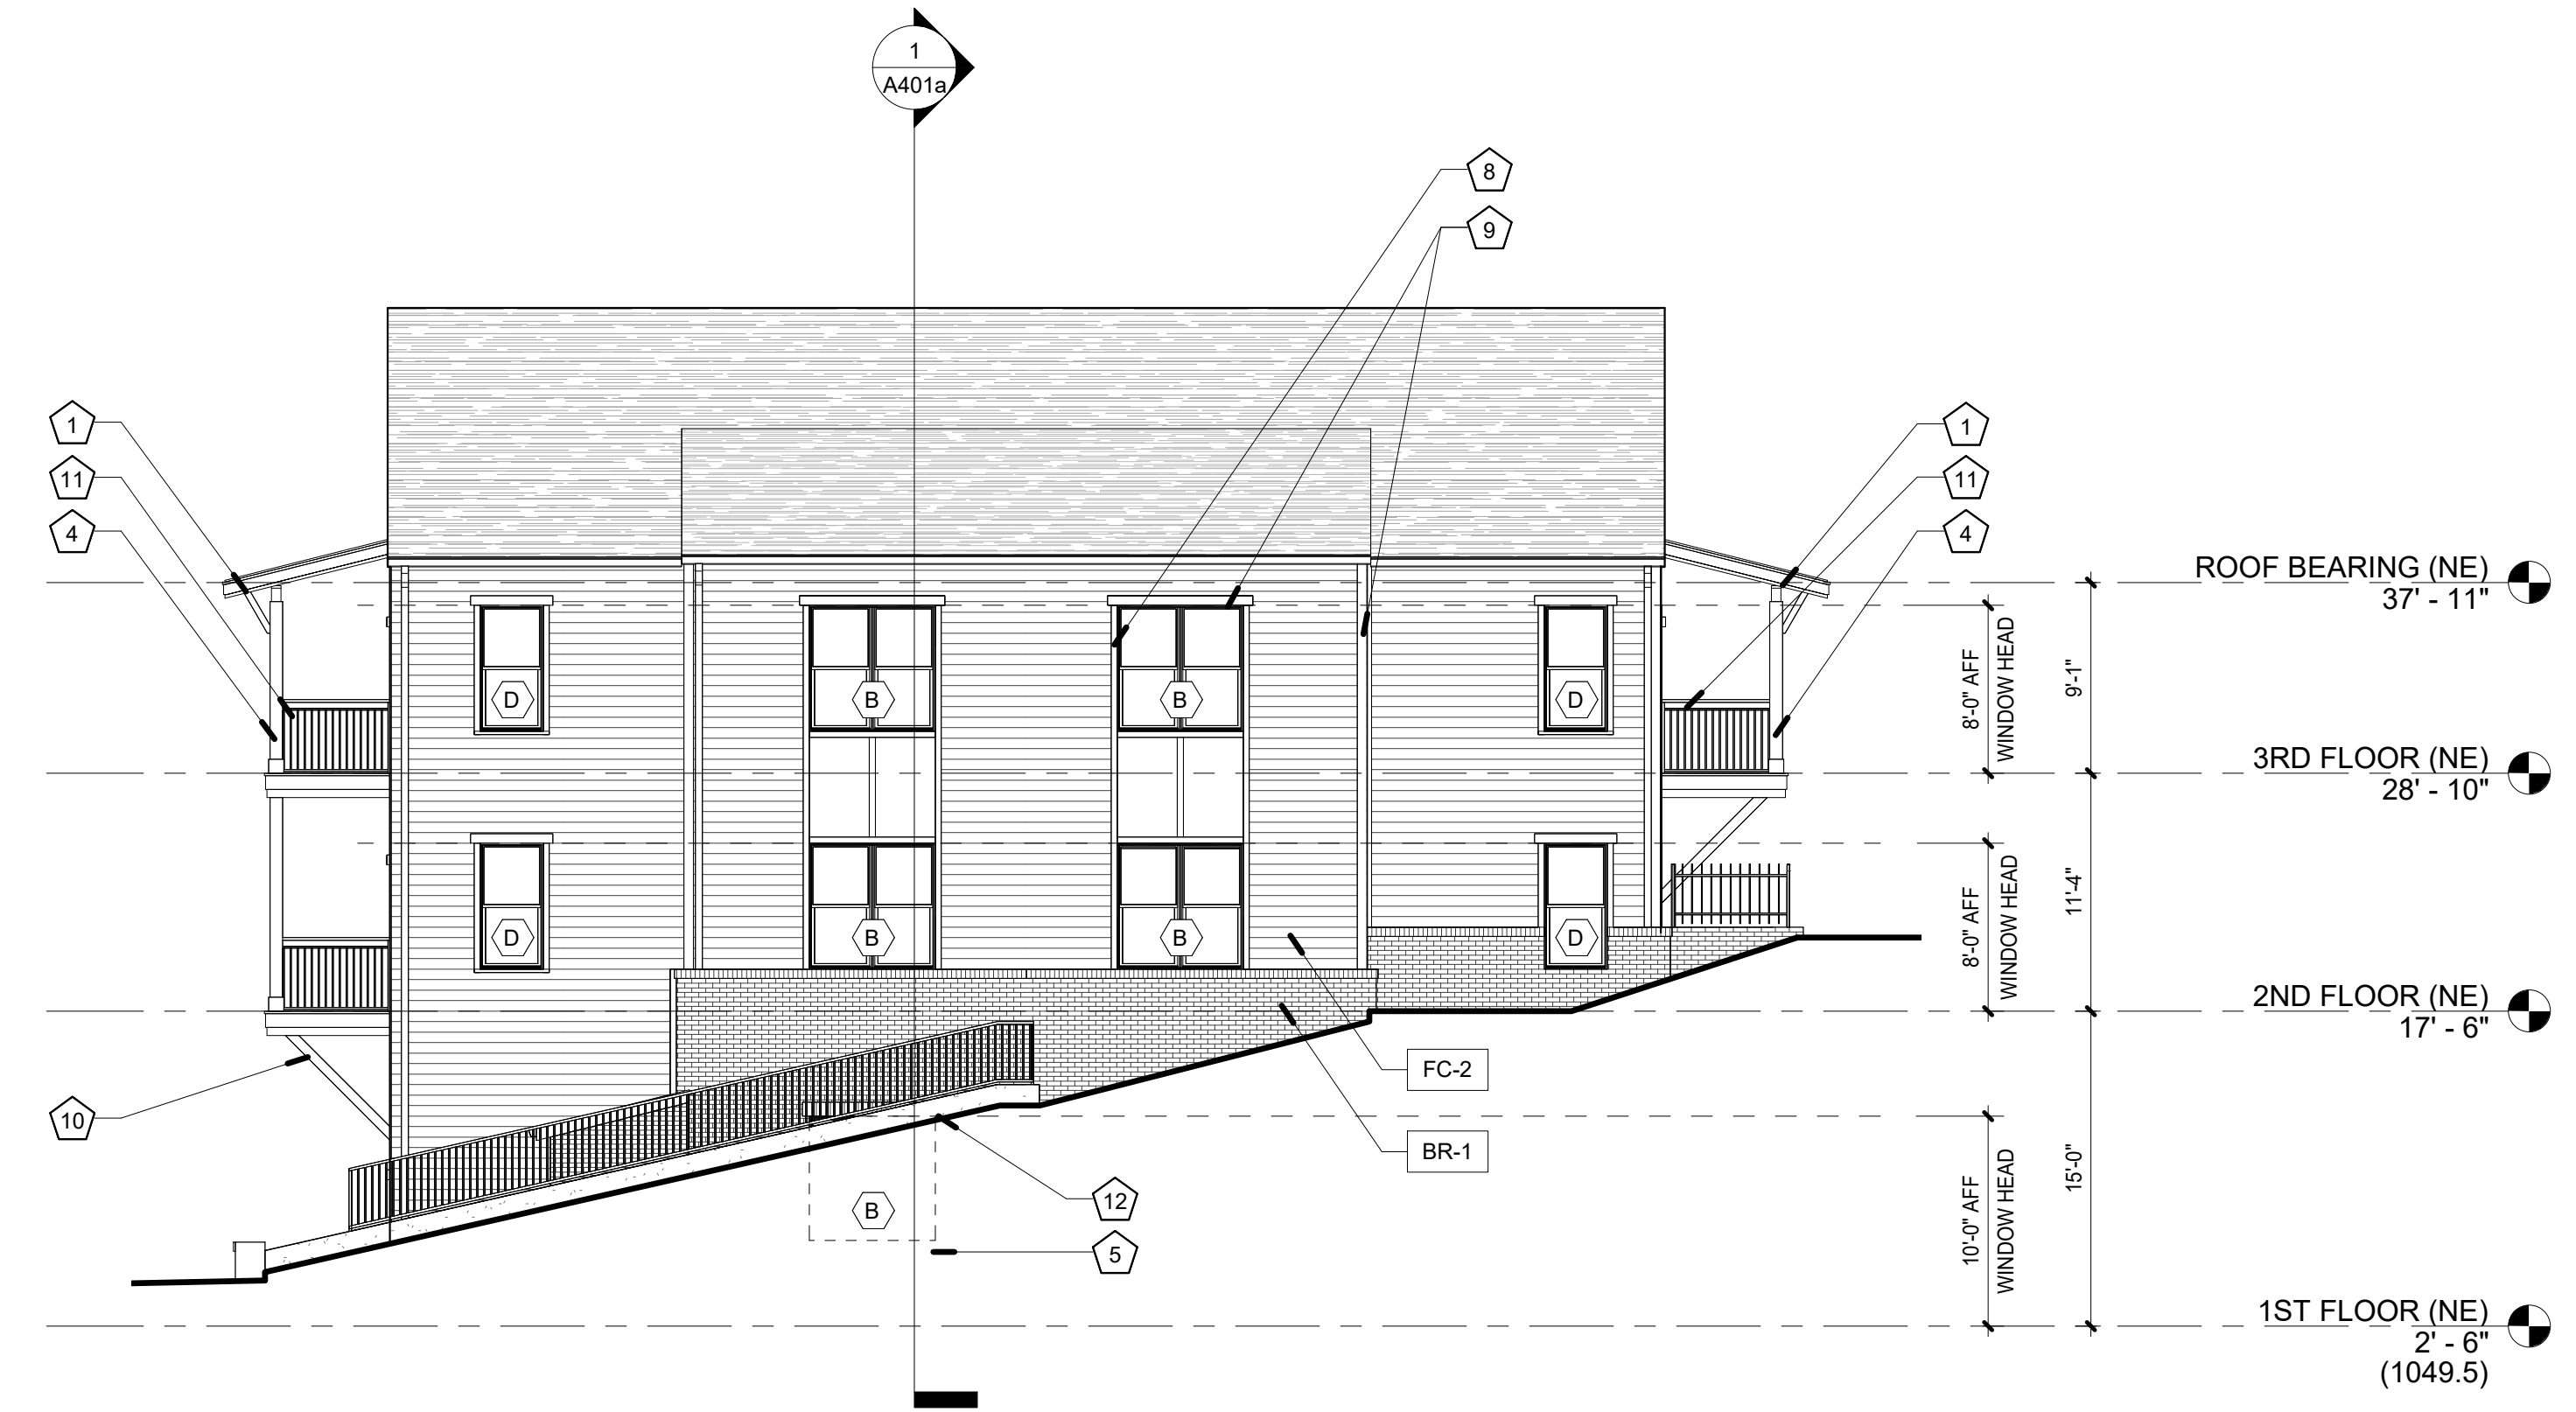 1
A401a
8
9
1
11
4
1
11
4
ROOF BEARING (NE)
37' - 11"
8'-0" AFF
WINDOW HEAD
9'-1"
D
B
B
D
3RD FLOOR (NE)
28' - 10"
8'-0" AFF
WINDOW HEAD
11'-4"
D
B
B
D
2ND FLOOR (NE)
17' - 6"
FC-2
10
BR-1
12
B
5
10'-0" AFF
WINDOW HEAD
15'-0"
1ST FLOOR (NE)
2' - 6"
(1049.5)